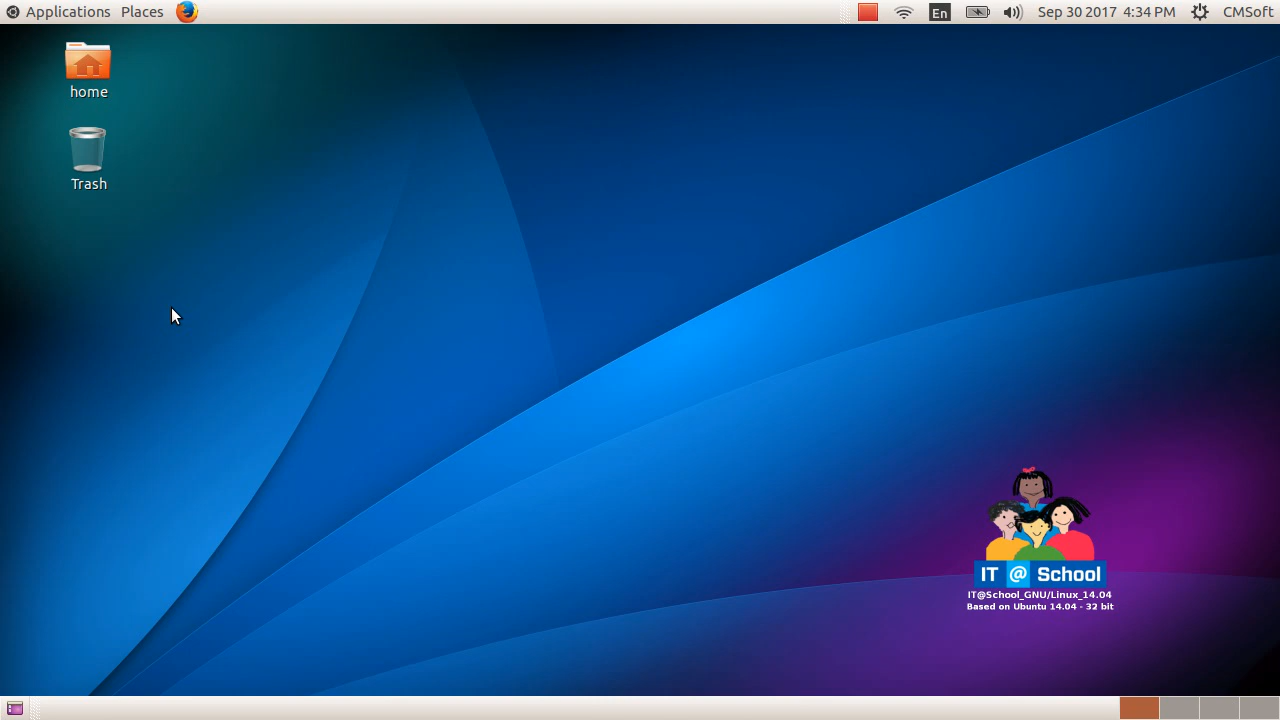 Applications Places En Sep 30 2017 4:34 PM CMSoft
home
Trash
IT @ School
IT@School_GNU/Linux_14.04
Based on Ubuntu 14.04 - 32 bit